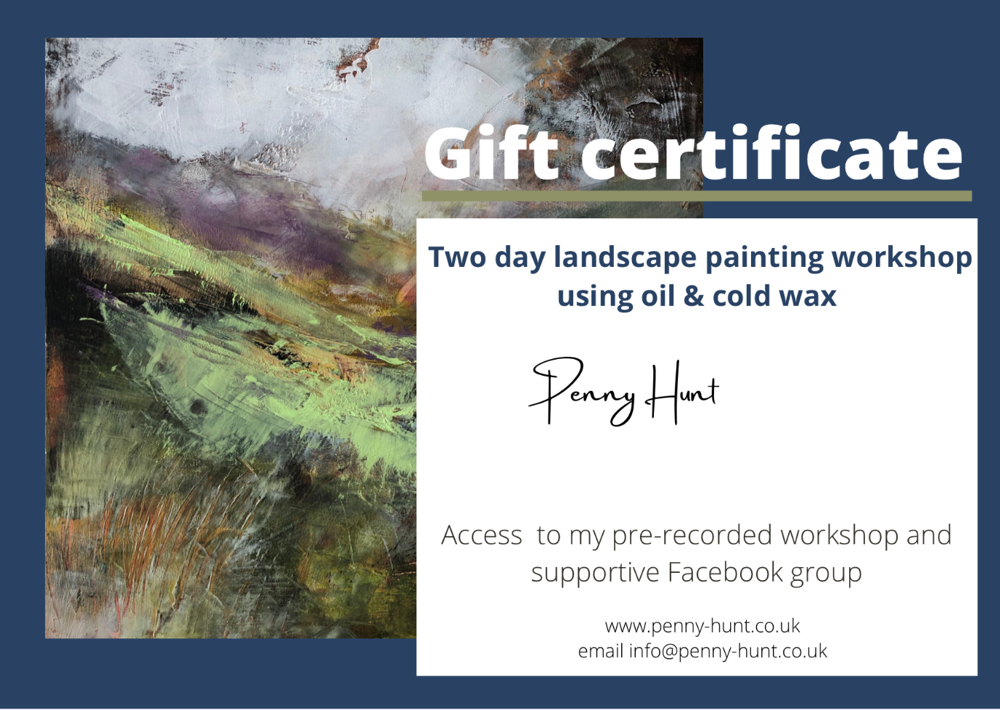 Gift certificate
Two day landscape painting workshop
using oil & cold wax
Penny Hunt
Access  to my pre-recorded workshop and
supportive Facebook group
www.penny-hunt.co.uk
email info@penny-hunt.co.uk